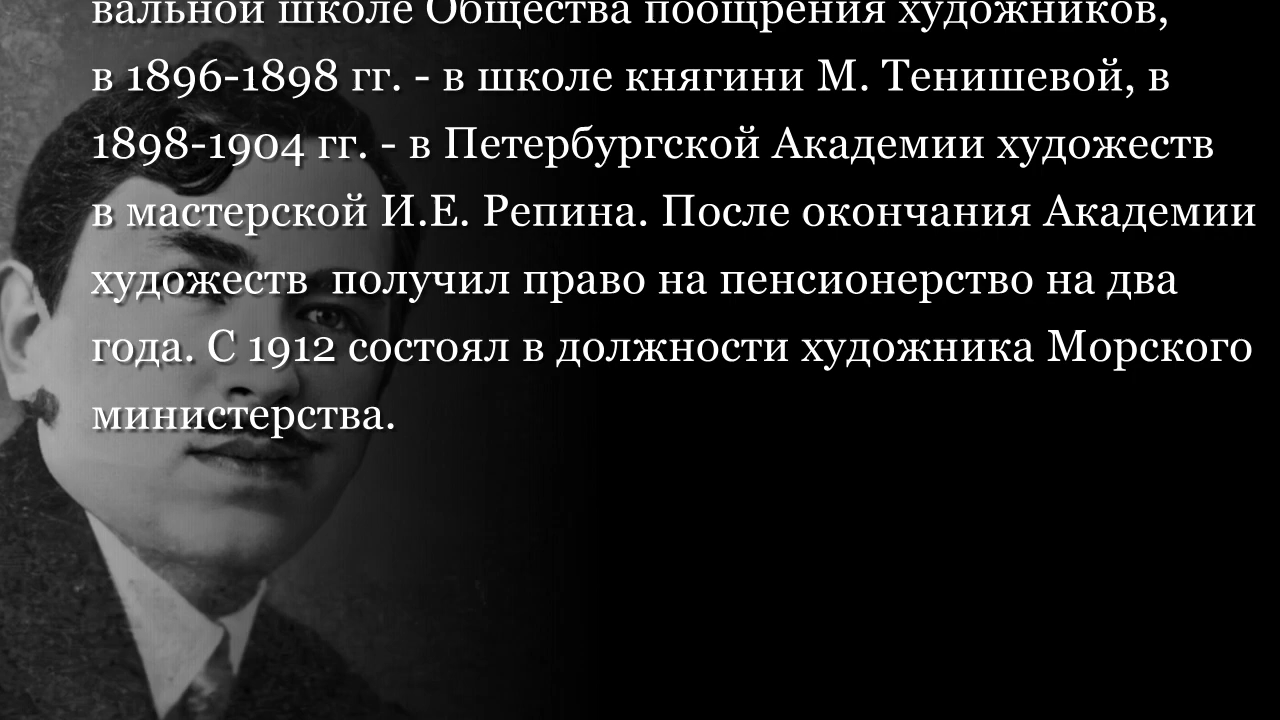 вальной школе Общества поощрения художников,
в 1896-1898 гг. - в школе княгини М. Тенишевой, в
1898-1904 гг. - в Петербургской Академии художеств
в мастерской И.Е. Репина. После окончания Академии
художеств  получил право на пенсионерство на два
года. С 1912 состоял в должности художника Морского
министерства.